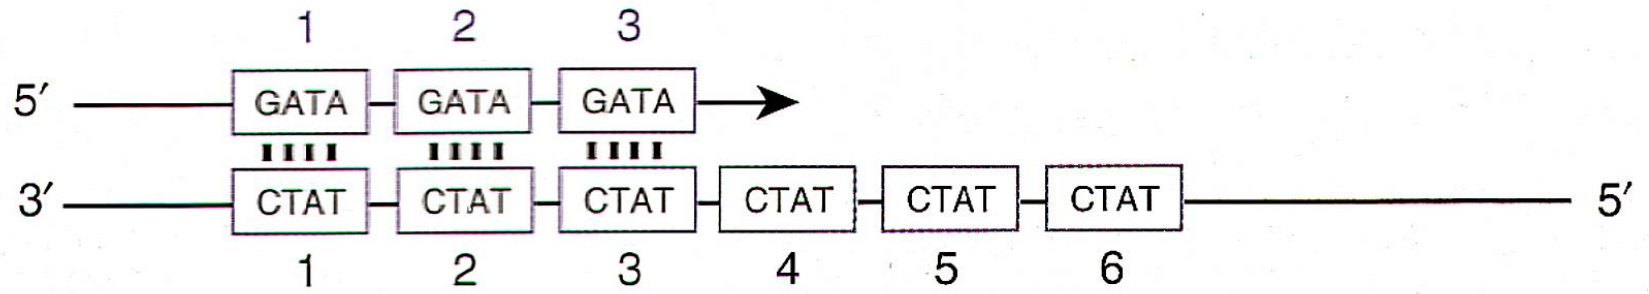 1 2 3
5′ GATA GATA GATA
3′ CTAT CTAT CTAT CTAT CTAT CTAT 5′
1 2 3 4 5 6